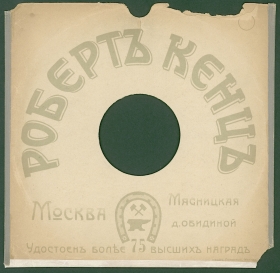 РОБЕРТЪ КЕНЦЪ
Москва
Мясницкая
д.Обидиной
Удостоенъ болѣе 75 высшихъ наградъ